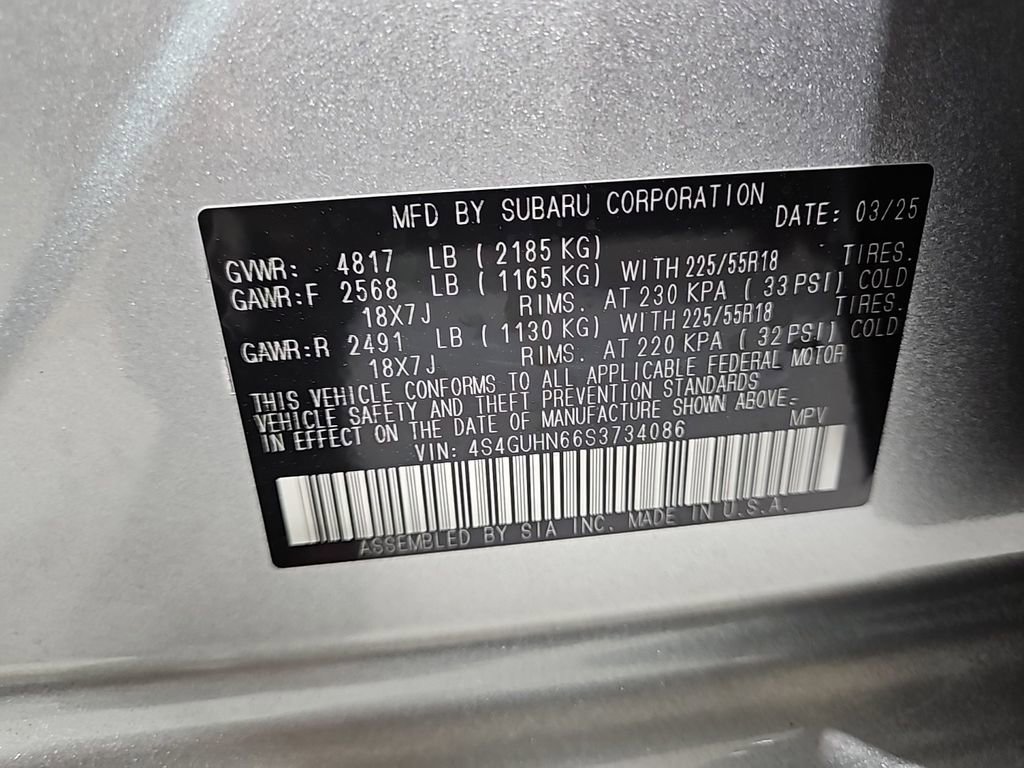 MFD BY SUBARU CORPORATION DATE: 03/25
GVWR: 4817 LB ( 2185 KG)
GAWR:F 2568 LB ( 1165 KG) WITH 225/55R18 TIRES.
18X7J RIMS. AT 230 KPA ( 33 PSI) COLD
GAWR:R 2491 LB ( 1130 KG) WITH 225/55R18 TIRES.
18X7J RIMS. AT 220 KPA ( 32 PSI) COLD
THIS VEHICLE CONFORMS TO ALL APPLICABLE FEDERAL MOTOR
VEHICLE SAFETY AND THEFT PREVENTION STANDARDS
IN EFFECT ON THE DATE OF MANUFACTURE SHOWN ABOVE.
VIN: 4S4GUHN66S3734086 MPV
ASSEMBLED BY SIA INC. MADE IN U.S.A.